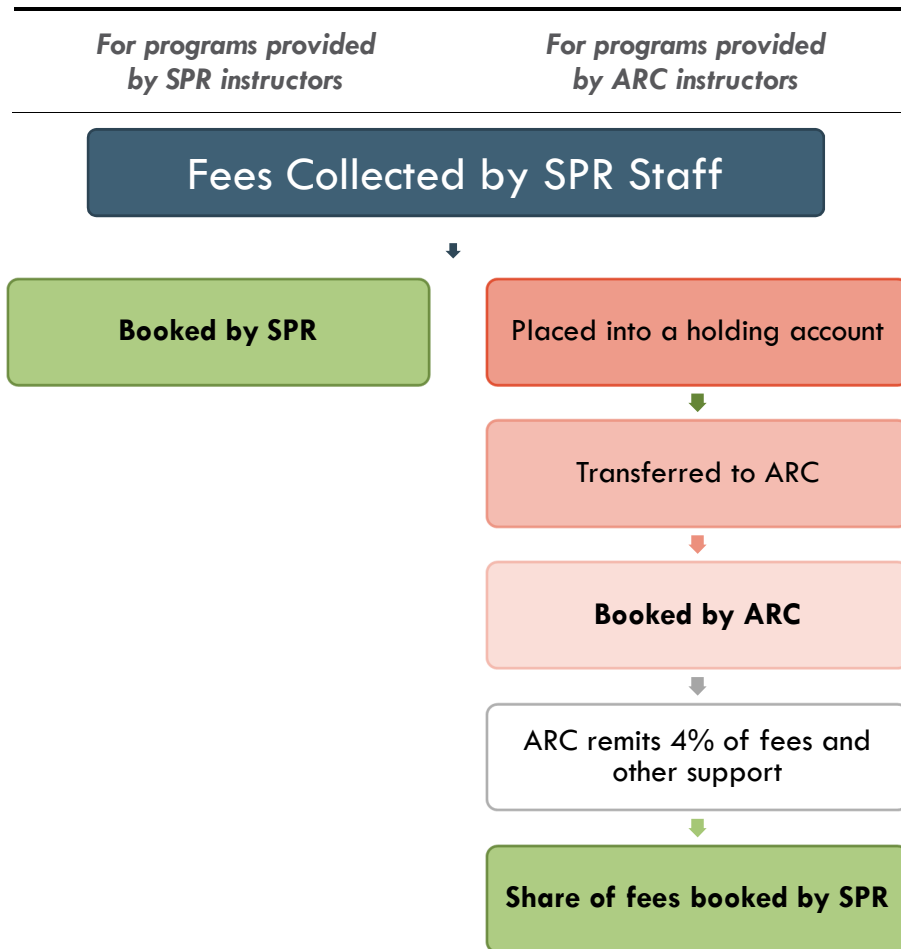 For programs provided
by SPR instructors
For programs provided
by ARC instructors
Fees Collected by SPR Staff
Booked by SPR
Placed into a holding account
Transferred to ARC
Booked by ARC
ARC remits 4% of fees and
other support
Share of fees booked by SPR